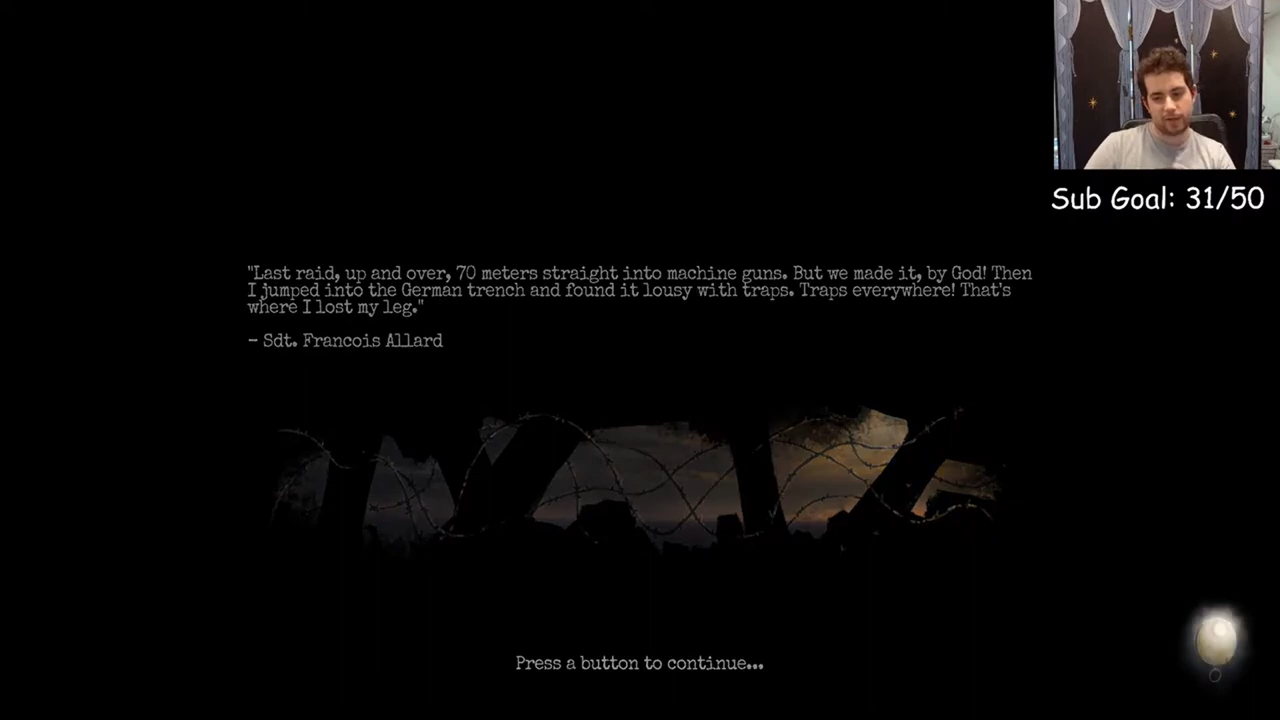 Sub Goal: 31/50
"Last raid, up and over, 70 meters straight into machine guns. But we made it, by God! Then
I jumped into the German trench and found it lousy with traps. Traps everywhere! That's
where I lost my leg."
- Sdt. Francois Allard
Press a button to continue...